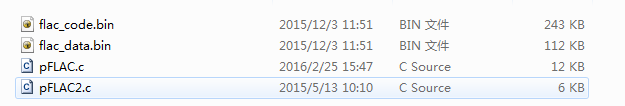 flac_code.bin 2015/12/3 11:51 BIN 文件 243 KB
flac_data.bin 2015/12/3 11:51 BIN 文件 112 KB
pFLAC.c 2016/2/25 15:47 C Source 12 KB
pFLAC2.c 2015/5/13 10:10 C Source 6 KB